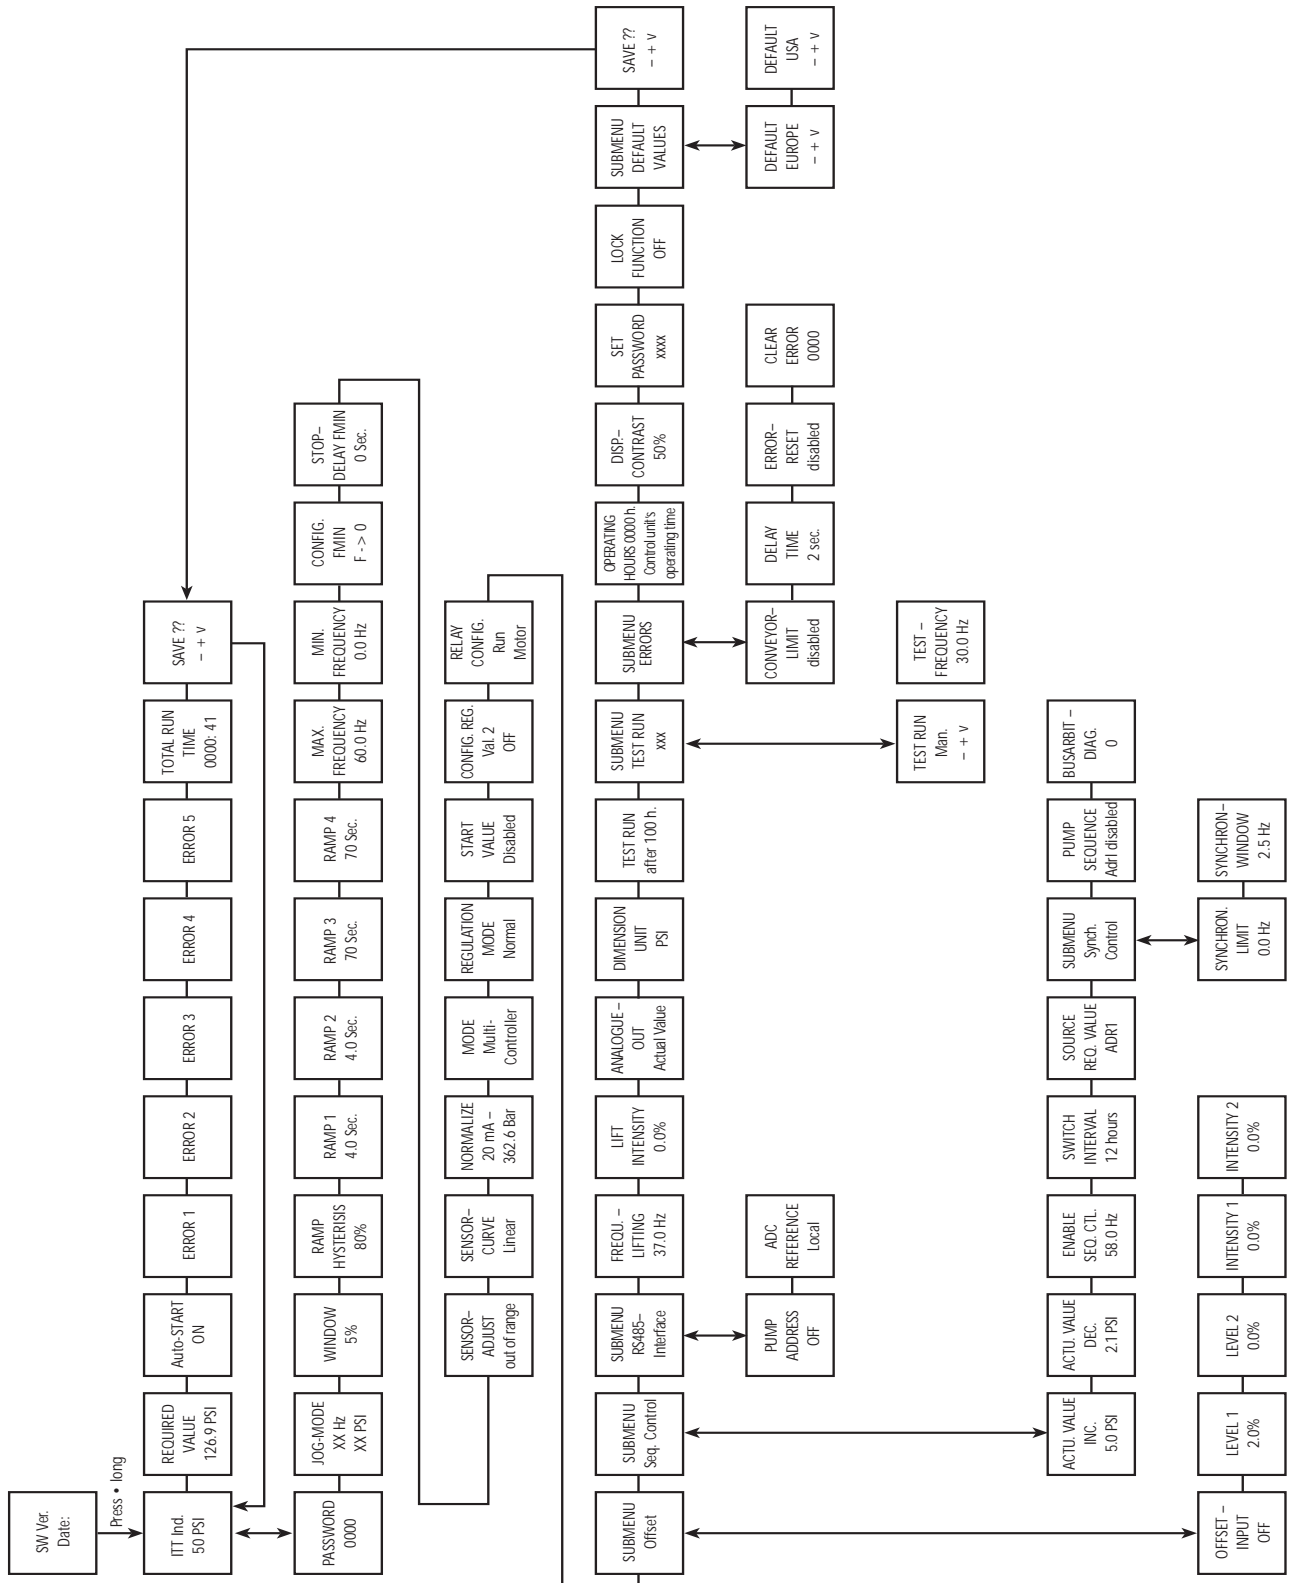 SW Ver.
Date:
Press • long
ITT Ind.
50 PSI
REQUIRED
VALUE
126.9 PSI
Auto-START
ON
ERROR 1
ERROR 2
ERROR 3
ERROR 4
ERROR 5
TOTAL RUN
TIME
0000: 41
SAVE ??
– + v
PASSWORD
0000
JOG-MODE
XX Hz
XX PSI
WINDOW
5%
RAMP
HYSTERISIS
80%
RAMP 1
4.0 Sec.
RAMP 2
4.0 Sec.
RAMP 3
70 Sec.
RAMP 4
70 Sec.
MAX.
FREQUENCY
60.0 Hz
MIN.
FREQUENCY
0.0 Hz
CONFIG.
FMIN
F - > 0
STOP–
DELAY FMIN
0 Sec.
SENSOR–
ADJUST
out of range
SENSOR–
CURVE
Linear
NORMALIZE
20 mA –
362.6 Bar
MODE
Multi-
Controller
REGULATION
MODE
Normal
START
VALUE
Disabled
CONFIG. REG.
Val. 2
OFF
RELAY
CONFIG.
Run
Motor
SUBMENU
Offset
SUBMENU
Seq. Control
SUBMENU
RS485–
Interface
FREQU. –
LIFTING
37.0 Hz
LIFT
INTENSITY
0.0%
ANALOGUE –
OUT
Actual Value
DIMENSION
UNIT
PSI
TEST RUN
after 100 h.
SUBMENU
TEST RUN
xxx
SUBMENU
ERRORS
OPERATING
HOURS 0000 h.
Control unit's
operating time
DISP.–
CONTRAST
50%
SET
PASSWORD
xxxx
LOCK
FUNCTION
OFF
SUBMENU
DEFAULT
VALUES
SAVE ??
– + v
PUMP
ADDRESS
OFF
ADC
REFERENCE
Local
CONVEYOR–
LIMIT
disabled
DELAY
TIME
2 sec.
ERROR–
RESET
disabled
CLEAR
ERROR
0000
DEFAULT
EUROPE
– + v
DEFAULT
USA
– + v
TEST RUN
Man.
– + v
TEST –
FREQUENCY
30.0 Hz
ACTU. VALUE
INC.
5.0 PSI
ACTU. VALUE
DEC.
2.1 PSI
ENABLE
SEQ. CTL.
58.0 Hz
SWITCH
INTERVAL
12 hours
SOURCE
REQ. VALUE
ADR1
SUBMENU
Synch.
Control
PUMP
SEQUENCE
Adrl disabled
BUSARBIT –
DIAG.
0
OFFSET –
INPUT
OFF
LEVEL 1
2.0%
LEVEL 2
0.0%
INTENSITY 1
0.0%
INTENSITY 2
0.0%
SYNCHRON.
LIMIT
0.0 Hz
SYNCHRON–
WINDOW
2.5 Hz